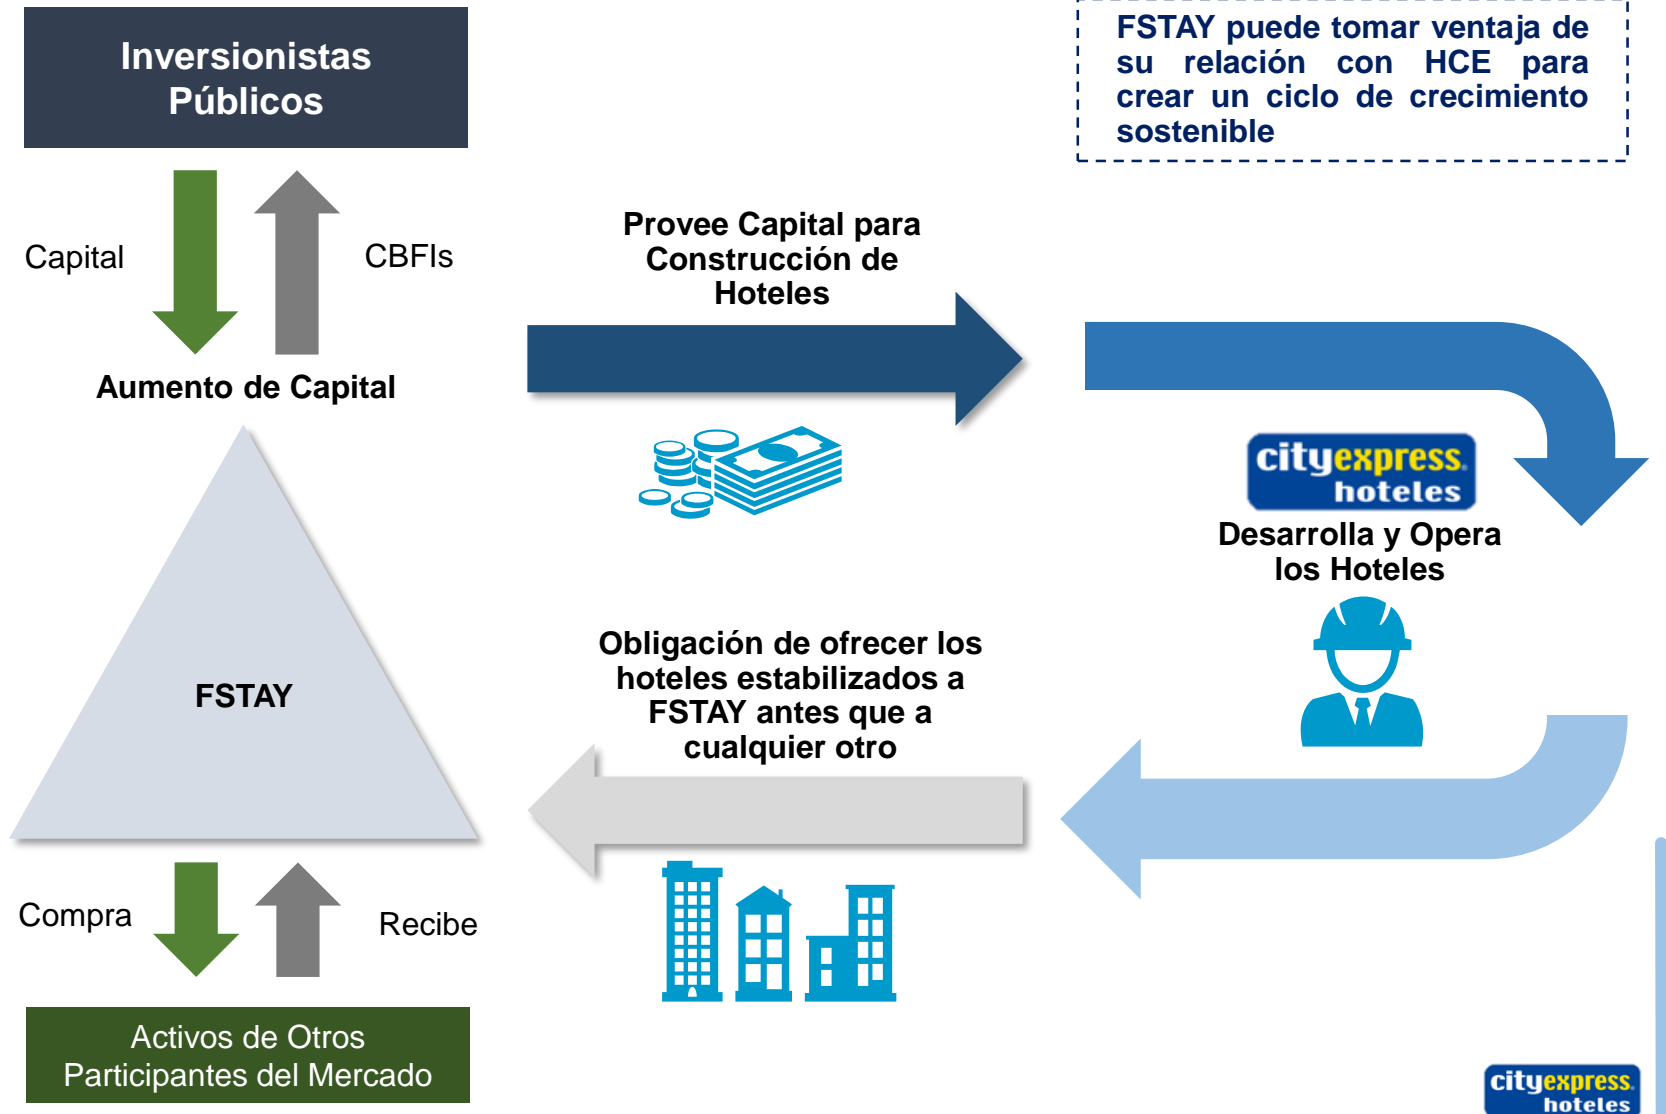 Inversionistas
Públicos
FSTAY puede tomar ventaja de
su relación con HCE para
crear un ciclo de crecimiento
sostenible
Capital
CBFIs
Aumento de Capital
Provee Capital para
Construcción de
Hoteles
cityexpress.
hoteles
Desarrolla y Opera
los Hoteles
FSTAY
Obligación de ofrecer los
hoteles estabilizados a
FSTAY antes que a
cualquier otro
Compra
Recibe
Activos de Otros
Participantes del Mercado
cityexpress.
hoteles